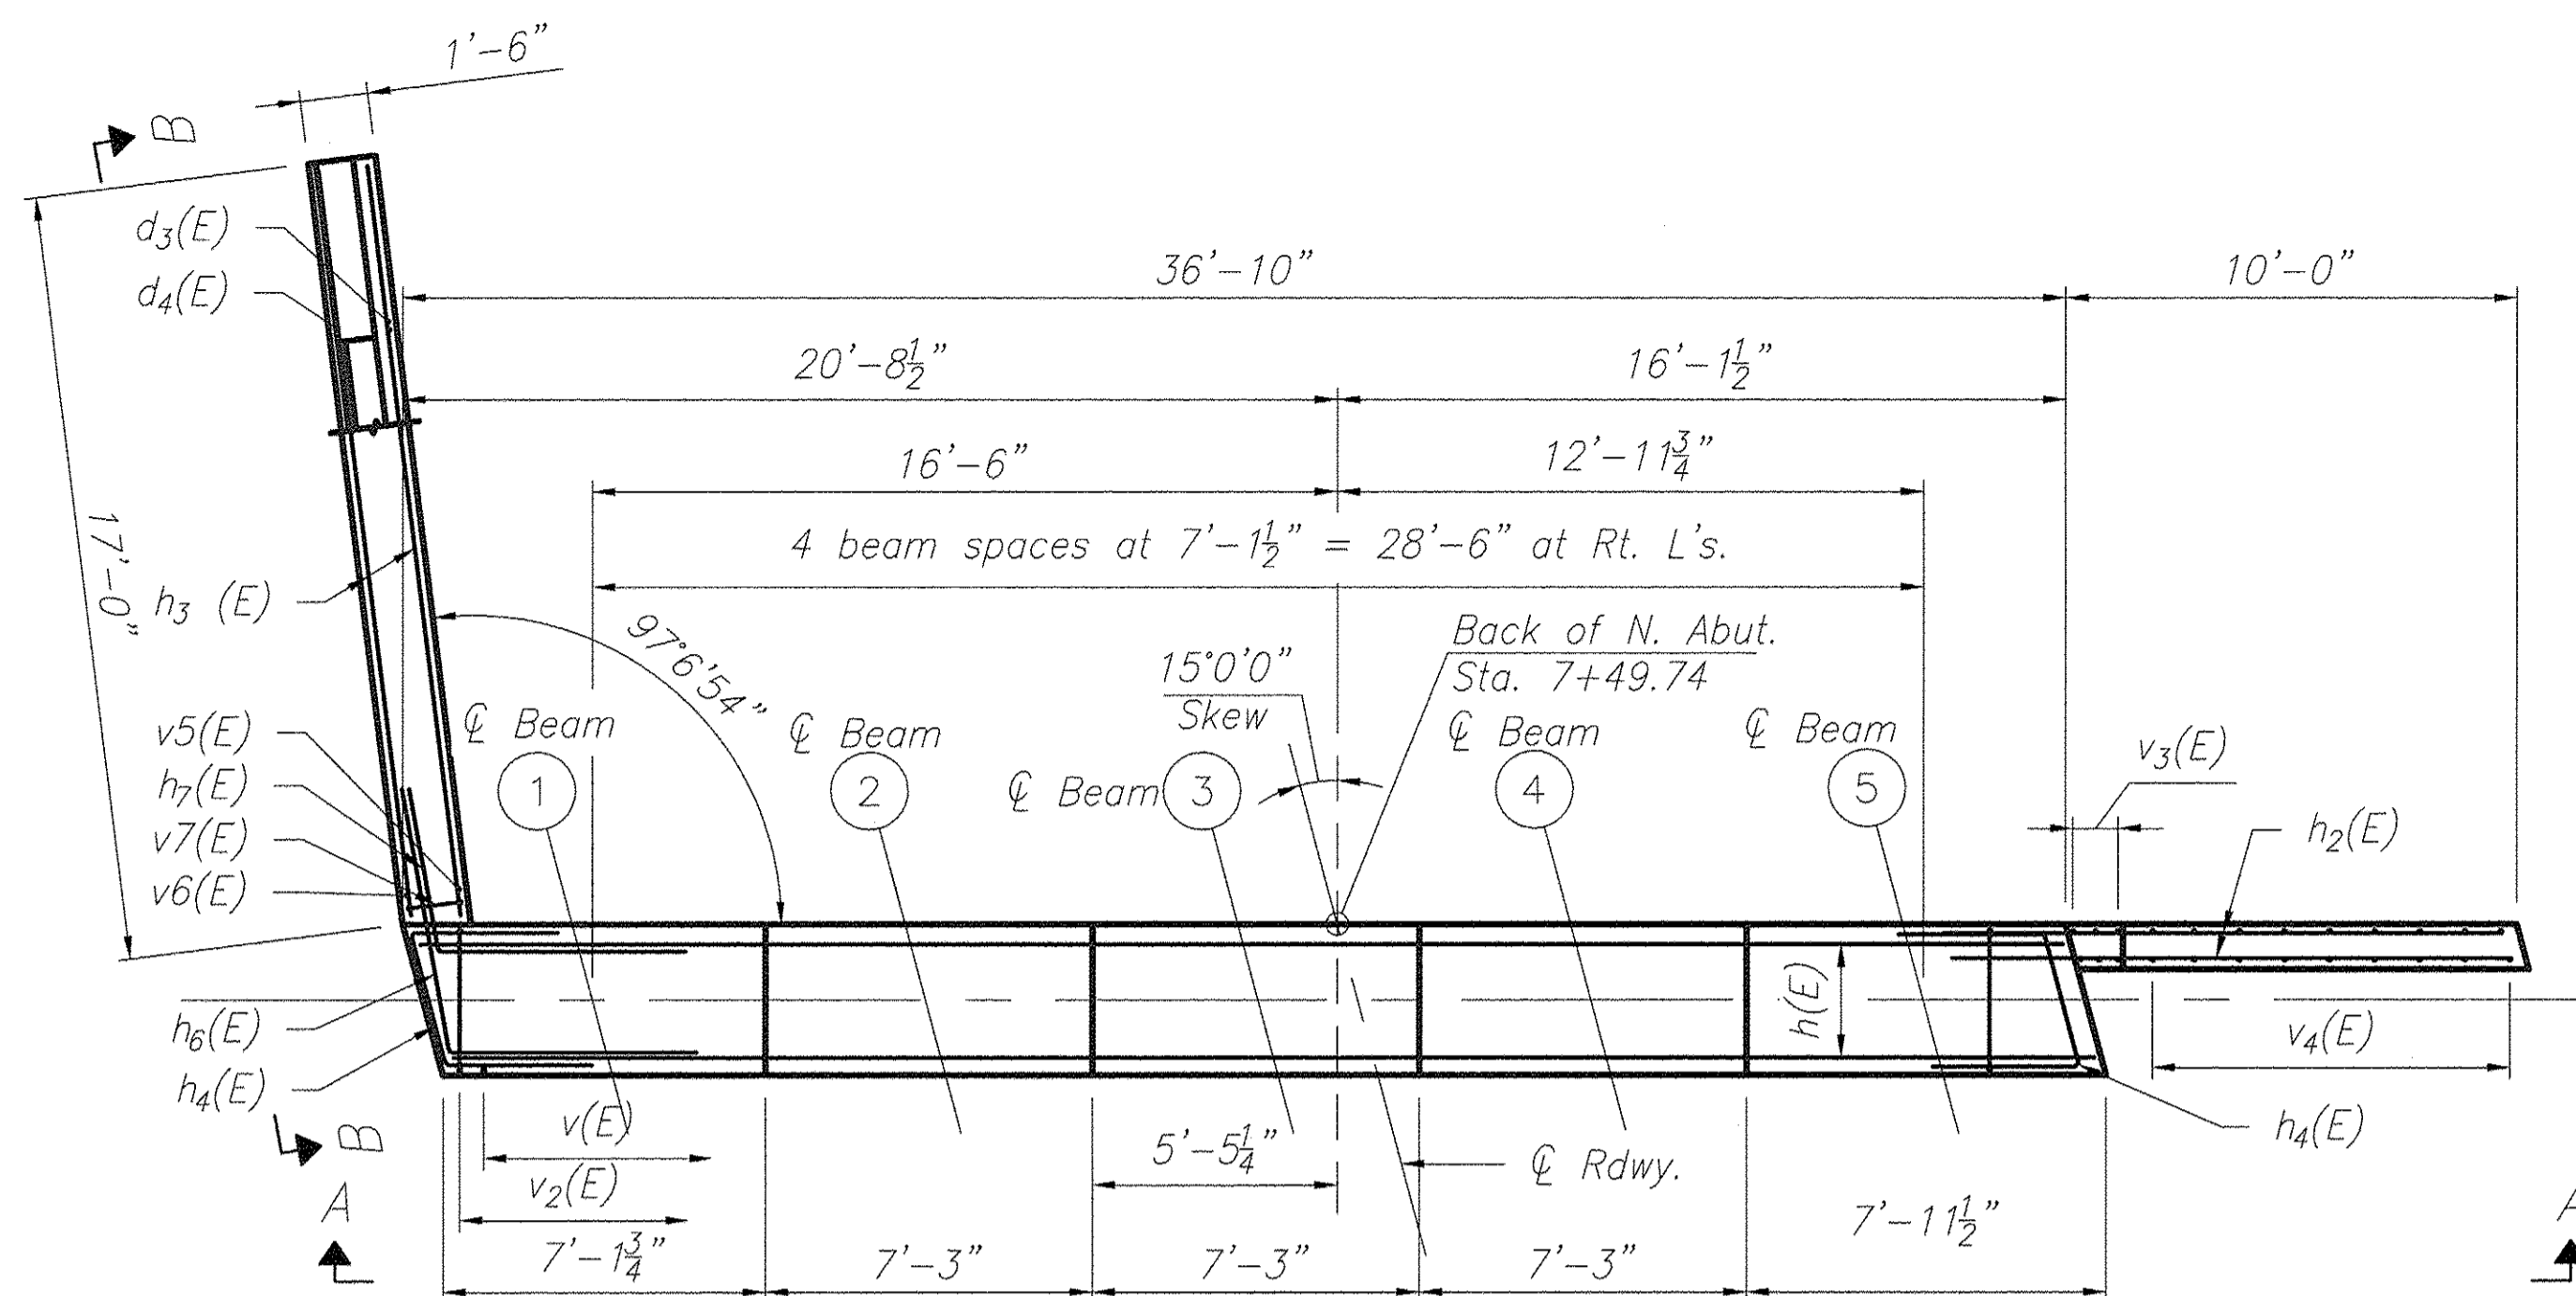 1'-6"
B
d3(E)
d4(E)
36'-10"
10'-0"
20'-8½"
16'-1½"
16'-6"
12'-11¾"
4 beam spaces at 7'-1½" = 28'-6" at Rt. L's.
17'-0"
h3 (E)
97°6'54"
15°0'0"
Skew
Back of N. Abut.
Sta. 7+49.74
v5(E)
h7(E)
v7(E)
v6(E)
℄ Beam
1
℄ Beam
2
℄ Beam
3
℄ Beam
4
℄ Beam
5
v3(E)
h2(E)
h6(E)
h4(E)
h(E)
v4(E)
h4(E)
B
A
v(E)
v2(E)
5'-5¼"
℄ Rdwy.
7'-1¾"
7'-3"
7'-3"
7'-3"
7'-11½"
A